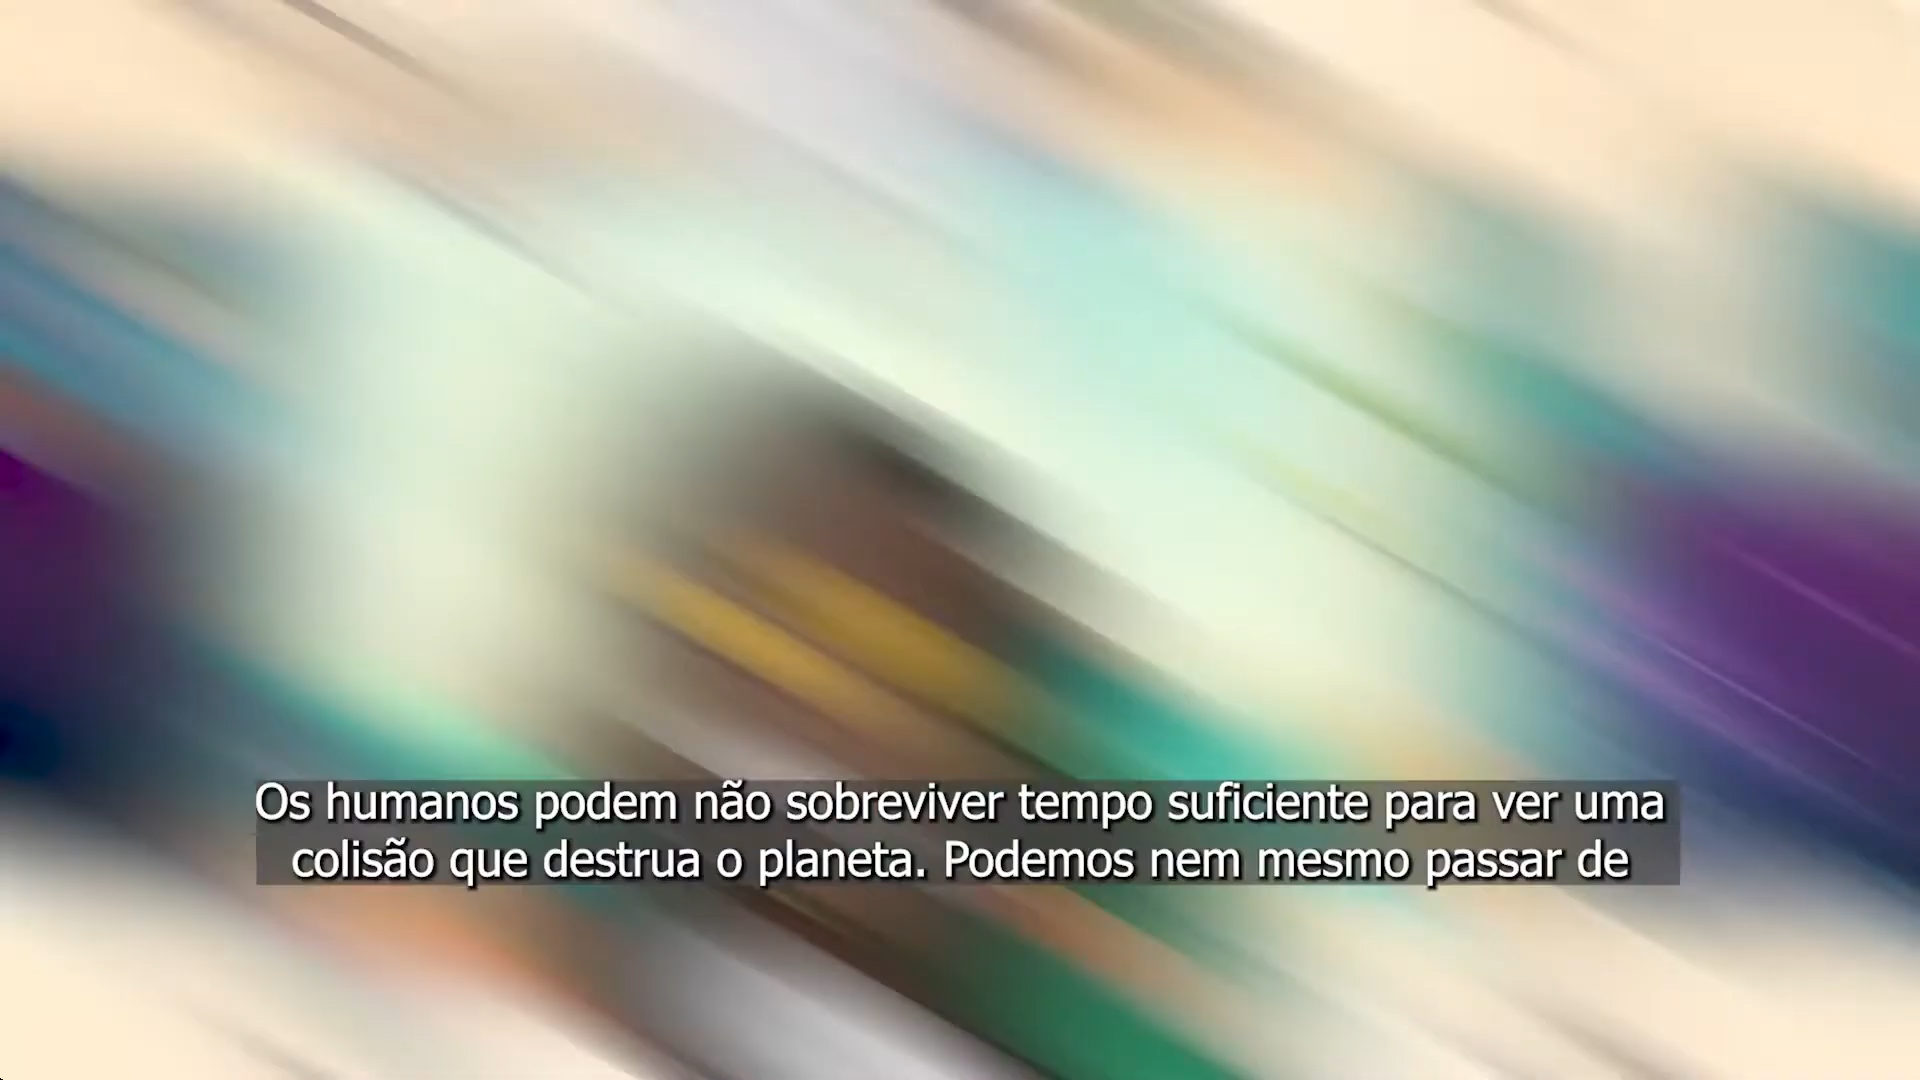 Os humanos podem não sobreviver tempo suficiente para ver uma
colisão que destrua o planeta. Podemos nem mesmo passar de